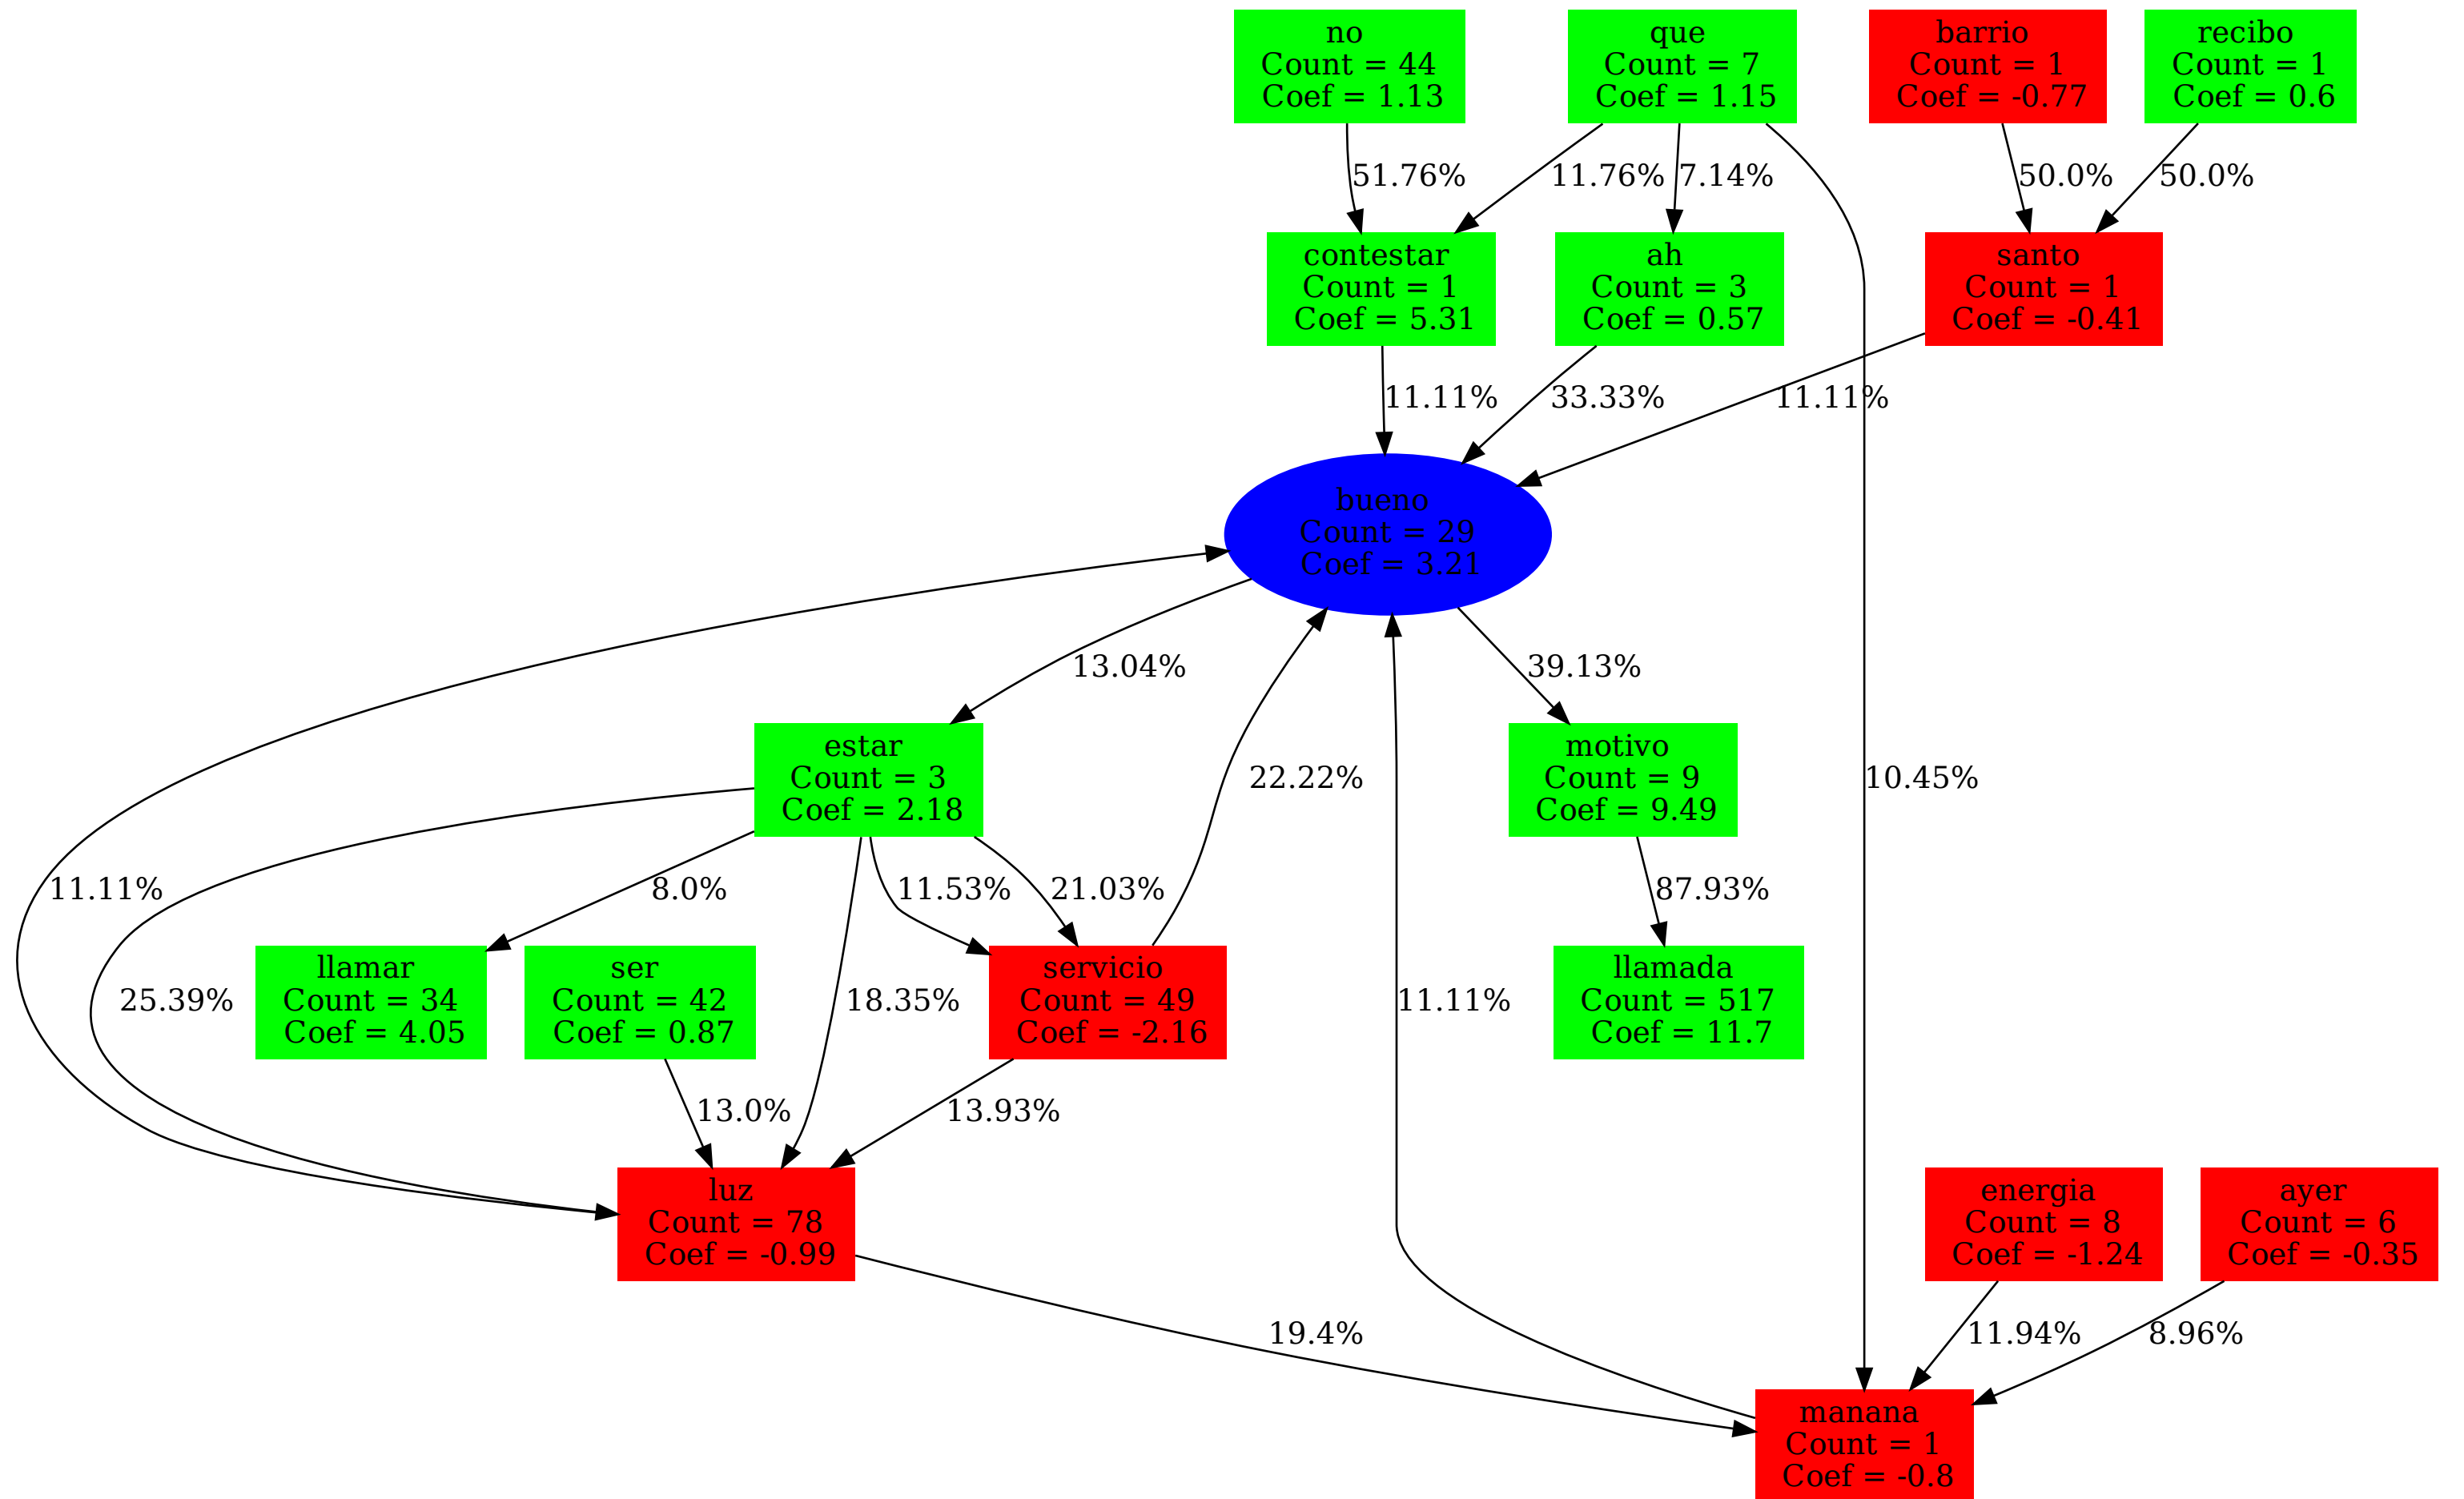 no
Count = 44
Coef = 1.13
que
Count = 7
Coef = 1.15
barrio
Count = 1
Coef = -0.77
recibo
Count = 1
Coef = 0.6
51.76%
11.76%
7.14%
50.0%
50.0%
contestar
Count = 1
Coef = 5.31
ah
Count = 3
Coef = 0.57
santo
Count = 1
Coef = -0.41
11.11%
33.33%
11.11%
bueno
Count = 29
Coef = 3.21
13.04%
39.13%
estar
Count = 3
Coef = 2.18
22.22%
motivo
Count = 9
Coef = 9.49
10.45%
11.11%
8.0%
11.53%
21.03%
87.93%
25.39%
llamar
Count = 34
Coef = 4.05
ser
Count = 42
Coef = 0.87
18.35%
servicio
Count = 49
Coef = -2.16
11.11%
llamada
Count = 517
Coef = 11.7
13.0%
13.93%
luz
Count = 78
Coef = -0.99
energia
Count = 8
Coef = -1.24
ayer
Count = 6
Coef = -0.35
19.4%
11.94%
8.96%
manana
Count = 1
Coef = -0.8